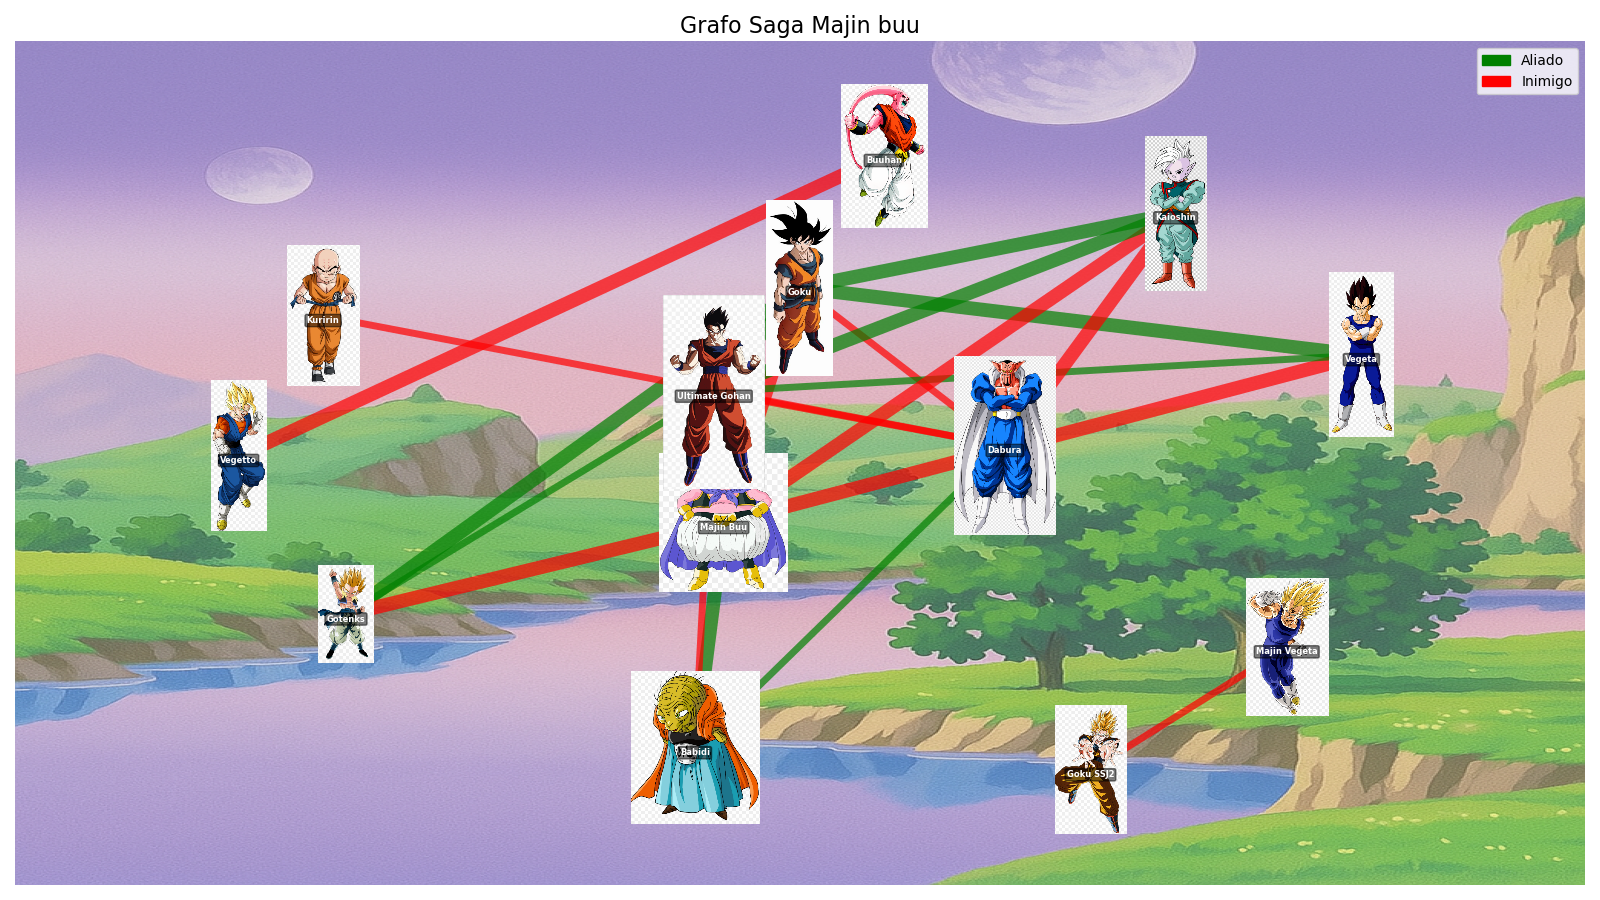 Grafo Saga Majin buu
Aliado
Inimigo
Buuhan
Kaioshin
Goku
Kuririn
Vegeta
Ultimate Gohan
Dabura
Vegetto
Majin Buu
Gotenks
Majin Vegeta
Babidi
Goku SSJ2